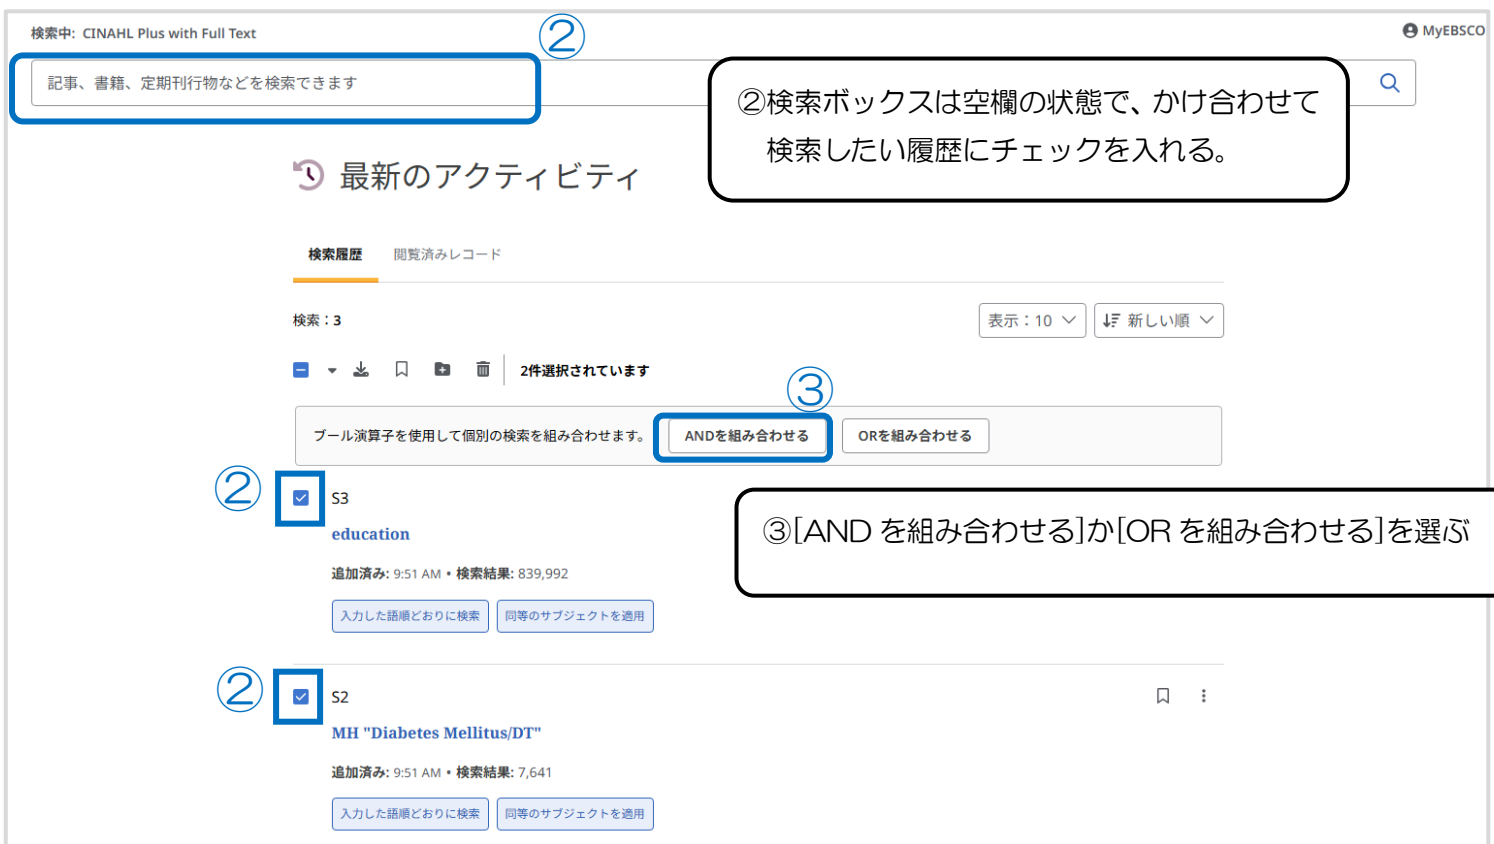 検索中: CINAHL Plus with Full Text
②
MyEBSCO
記事、書籍、定期刊行物などを検索できます
②検索ボックスは空欄の状態で、かけ合わせて
検索したい履歴にチェックを入れる。
最新のアクティビティ
検索履歴 閲覧済みレコード
検索：3
表示：10 新しい順
2件選択されています
③
ブール演算子を使用して個別の検索を組み合わせます。 ANDを組み合わせる ORを組み合わせる
② S3
education
③[AND を組み合わせる]か[OR を組み合わせる]を選ぶ
追加済み: 9:51 AM • 検索結果: 839,992
入力した語順どおりに検索 同等のサブジェクトを適用
② S2
MH "Diabetes Mellitus/DT"
追加済み: 9:51 AM • 検索結果: 7,641
入力した語順どおりに検索 同等のサブジェクトを適用